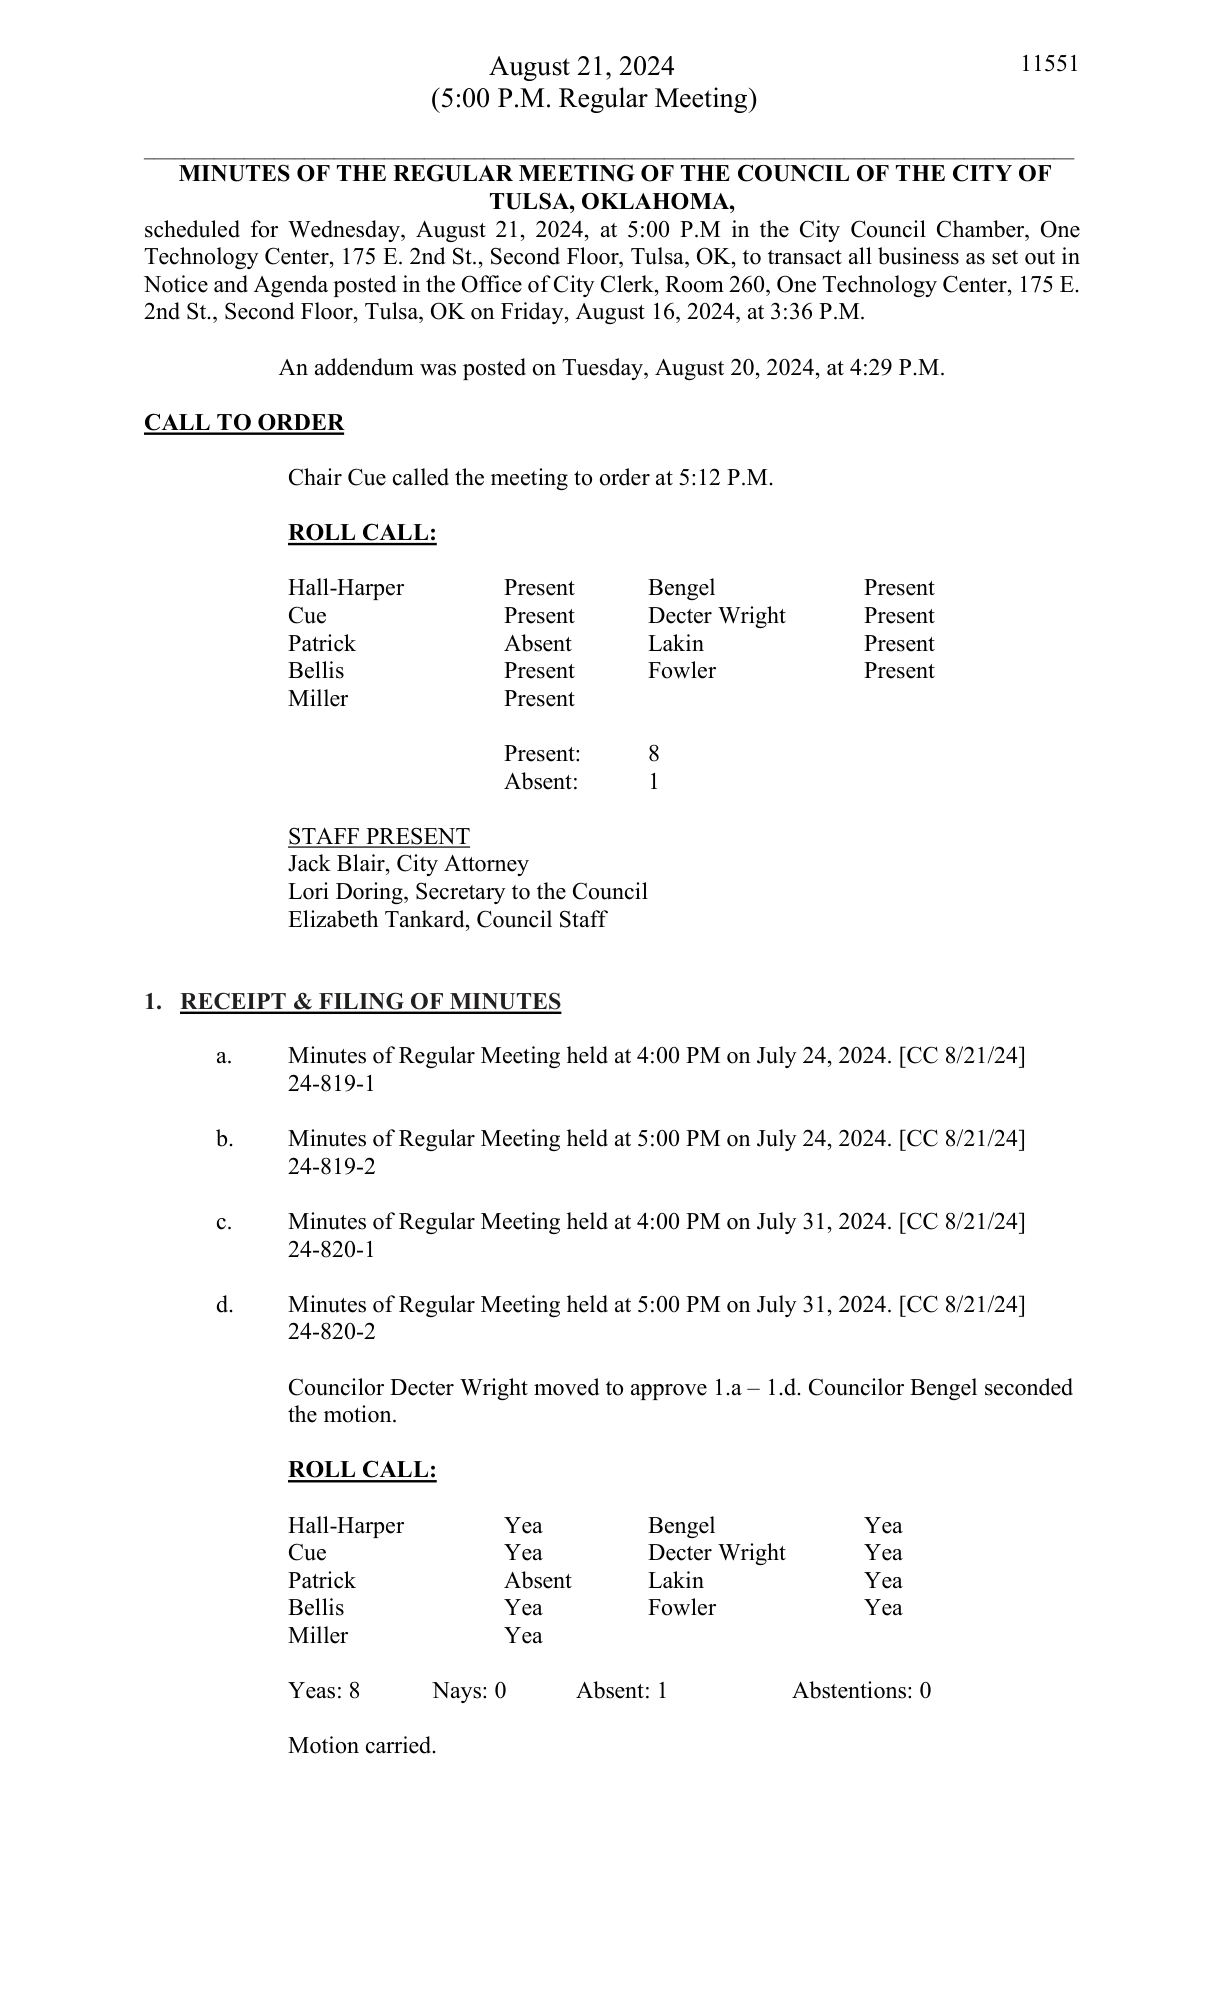 August 21, 2024 11551
(5:00 P.M. Regular Meeting)
MINUTES OF THE REGULAR MEETING OF THE COUNCIL OF THE CITY OF
TULSA, OKLAHOMA,
scheduled for Wednesday, August 21, 2024, at 5:00 P.M in the City Council Chamber, One
Technology Center, 175 E. 2nd St., Second Floor, Tulsa, OK, to transact all business as set out in
Notice and Agenda posted in the Office of City Clerk, Room 260, One Technology Center, 175 E.
2nd St., Second Floor, Tulsa, OK on Friday, August 16, 2024, at 3:36 P.M.
An addendum was posted on Tuesday, August 20, 2024, at 4:29 P.M.
CALL TO ORDER
Chair Cue called the meeting to order at 5:12 P.M.
ROLL CALL:
Hall-Harper Present Bengel Present
Cue Present Decter Wright Present
Patrick Absent Lakin Present
Bellis Present Fowler Present
Miller Present
Present: 8
Absent: 1
STAFF PRESENT
Jack Blair, City Attorney
Lori Doring, Secretary to the Council
Elizabeth Tankard, Council Staff
1. RECEIPT & FILING OF MINUTES
a. Minutes of Regular Meeting held at 4:00 PM on July 24, 2024. [CC 8/21/24]
24-819-1
b. Minutes of Regular Meeting held at 5:00 PM on July 24, 2024. [CC 8/21/24]
24-819-2
c. Minutes of Regular Meeting held at 4:00 PM on July 31, 2024. [CC 8/21/24]
24-820-1
d. Minutes of Regular Meeting held at 5:00 PM on July 31, 2024. [CC 8/21/24]
24-820-2
Councilor Decter Wright moved to approve 1.a – 1.d. Councilor Bengel seconded
the motion.
ROLL CALL:
Hall-Harper Yea Bengel Yea
Cue Yea Decter Wright Yea
Patrick Absent Lakin Yea
Bellis Yea Fowler Yea
Miller Yea
Yeas: 8 Nays: 0 Absent: 1 Abstentions: 0
Motion carried.